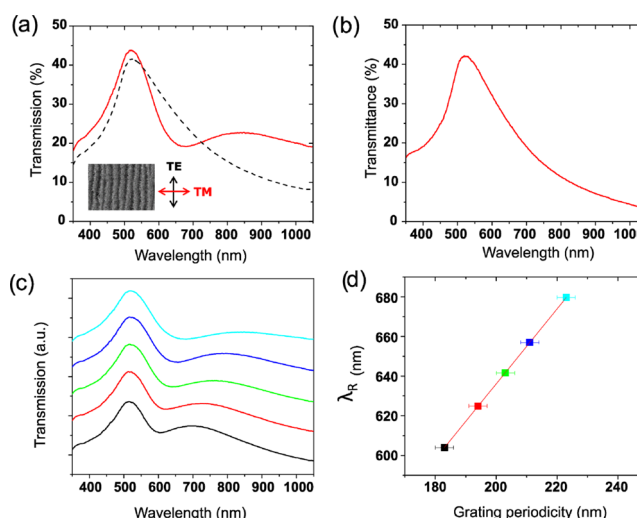 (a)
Transmission (%)
50
40
30
20
10
0
TE
TM
400 500 600 700 800 900 1000
Wavelength (nm)
(b)
Transmittance (%)
50
40
30
20
10
0
400 500 600 700 800 900 1000
Wavelength (nm)
(c)
Transmission (a.u.)
400 500 600 700 800 900 1000
Wavelength (nm)
(d)
λR (nm)
680
660
640
620
600
180 200 220 240
Grating periodicity (nm)